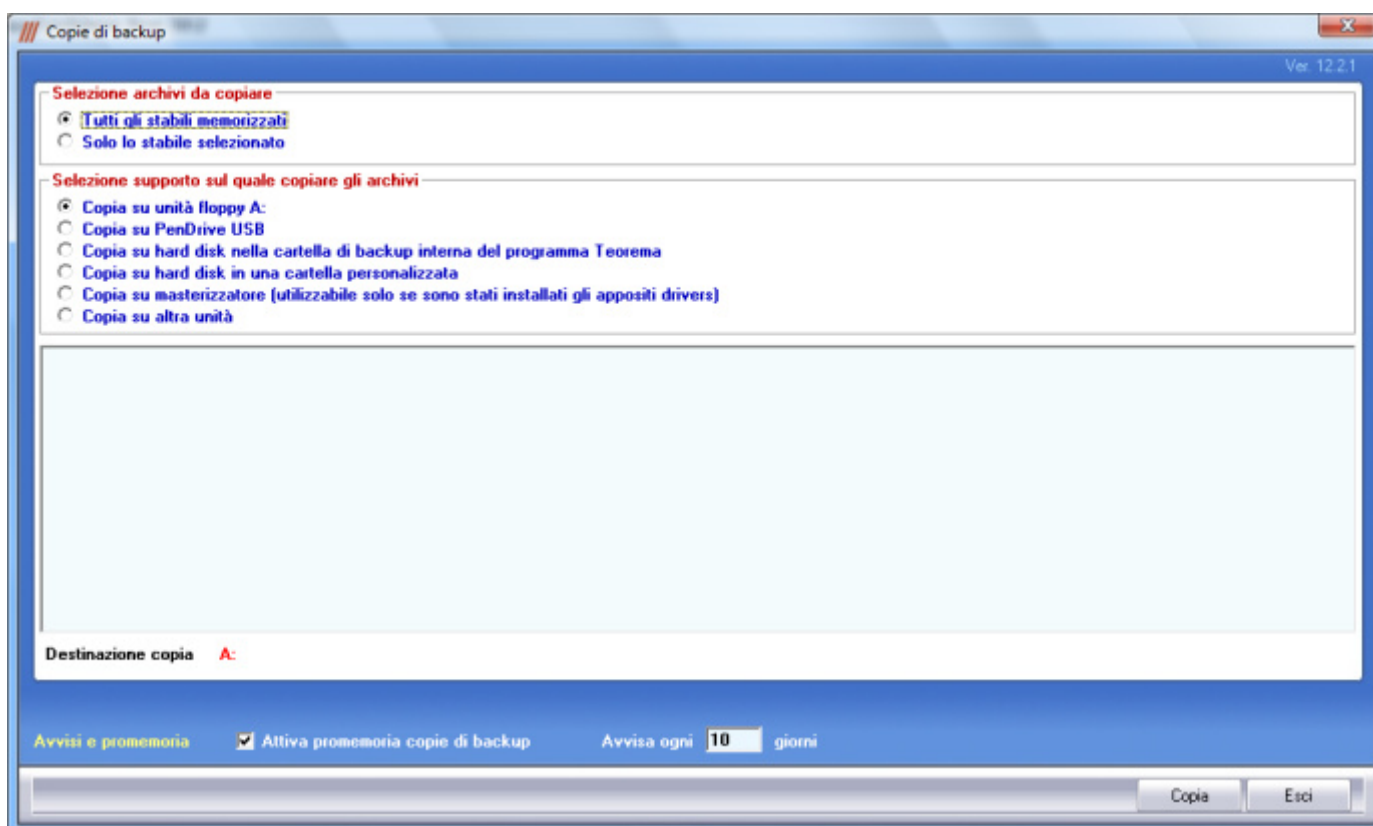 Copie di backup
Ver. 12.2.1
Selezione archivi da copiare
Tutti gli stabili memorizzati
Solo lo stabile selezionato
Selezione supporto sul quale copiare gli archivi
Copia su unità floppy A:
Copia su PenDrive USB
Copia su hard disk nella cartella di backup interna del programma Teorema
Copia su hard disk in una cartella personalizzata
Copia su masterizzatore (utilizzabile solo se sono stati installati gli appositi drivers)
Copia su altra unità
Destinazione copia A:
Avvisi e promemoria Attiva promemoria copie di backup Avvisa ogni 10 giorni
Copia Esci